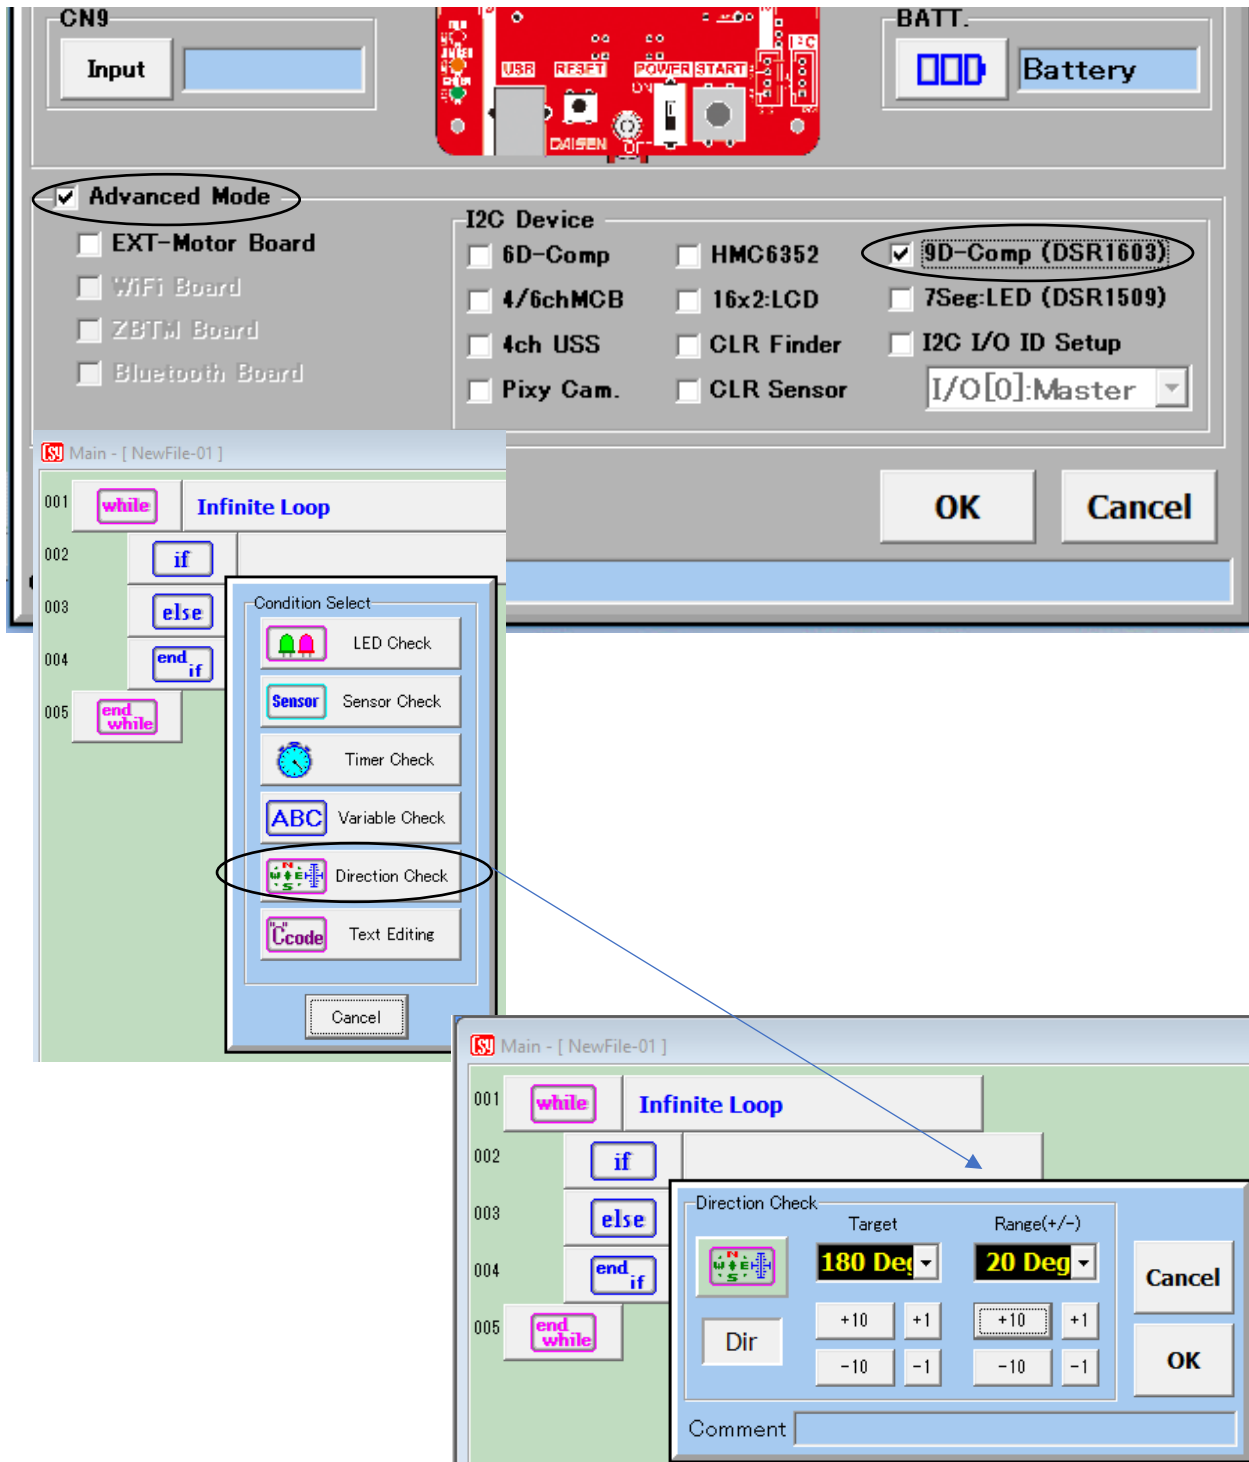 CN9
BATT.
Input
Battery
I2C
USB RESET POWER START
ON
DAISEN
Advanced Mode
EXT-Motor Board
WiFi Board
ZBTM Board
Bluetooth Board
I2C Device
6D-Comp
HMC6352
9D-Comp (DSR1603)
4/6chMCB
16x2:LCD
7Seg:LED (DSR1509)
4ch USS
CLR Finder
I2C I/O ID Setup
Pixy Cam.
CLR Sensor
I/O[0]:Master
OK
Cancel
Main - [ NewFile-01 ]
001 while Infinite Loop
002 if
003 else
004 end if
005 end while
Condition Select
LED Check
Sensor Sensor Check
Timer Check
ABC Variable Check
N W E S Direction Check
"C" code Text Editing
Cancel
Main - [ NewFile-01 ]
001 while Infinite Loop
002 if
003 else
004 end if
005 end while
Direction Check
Target
Range(+/-)
N W E S
180 Deg
20 Deg
Cancel
Dir
+10 +1
+10 +1
-10 -1
-10 -1
OK
Comment